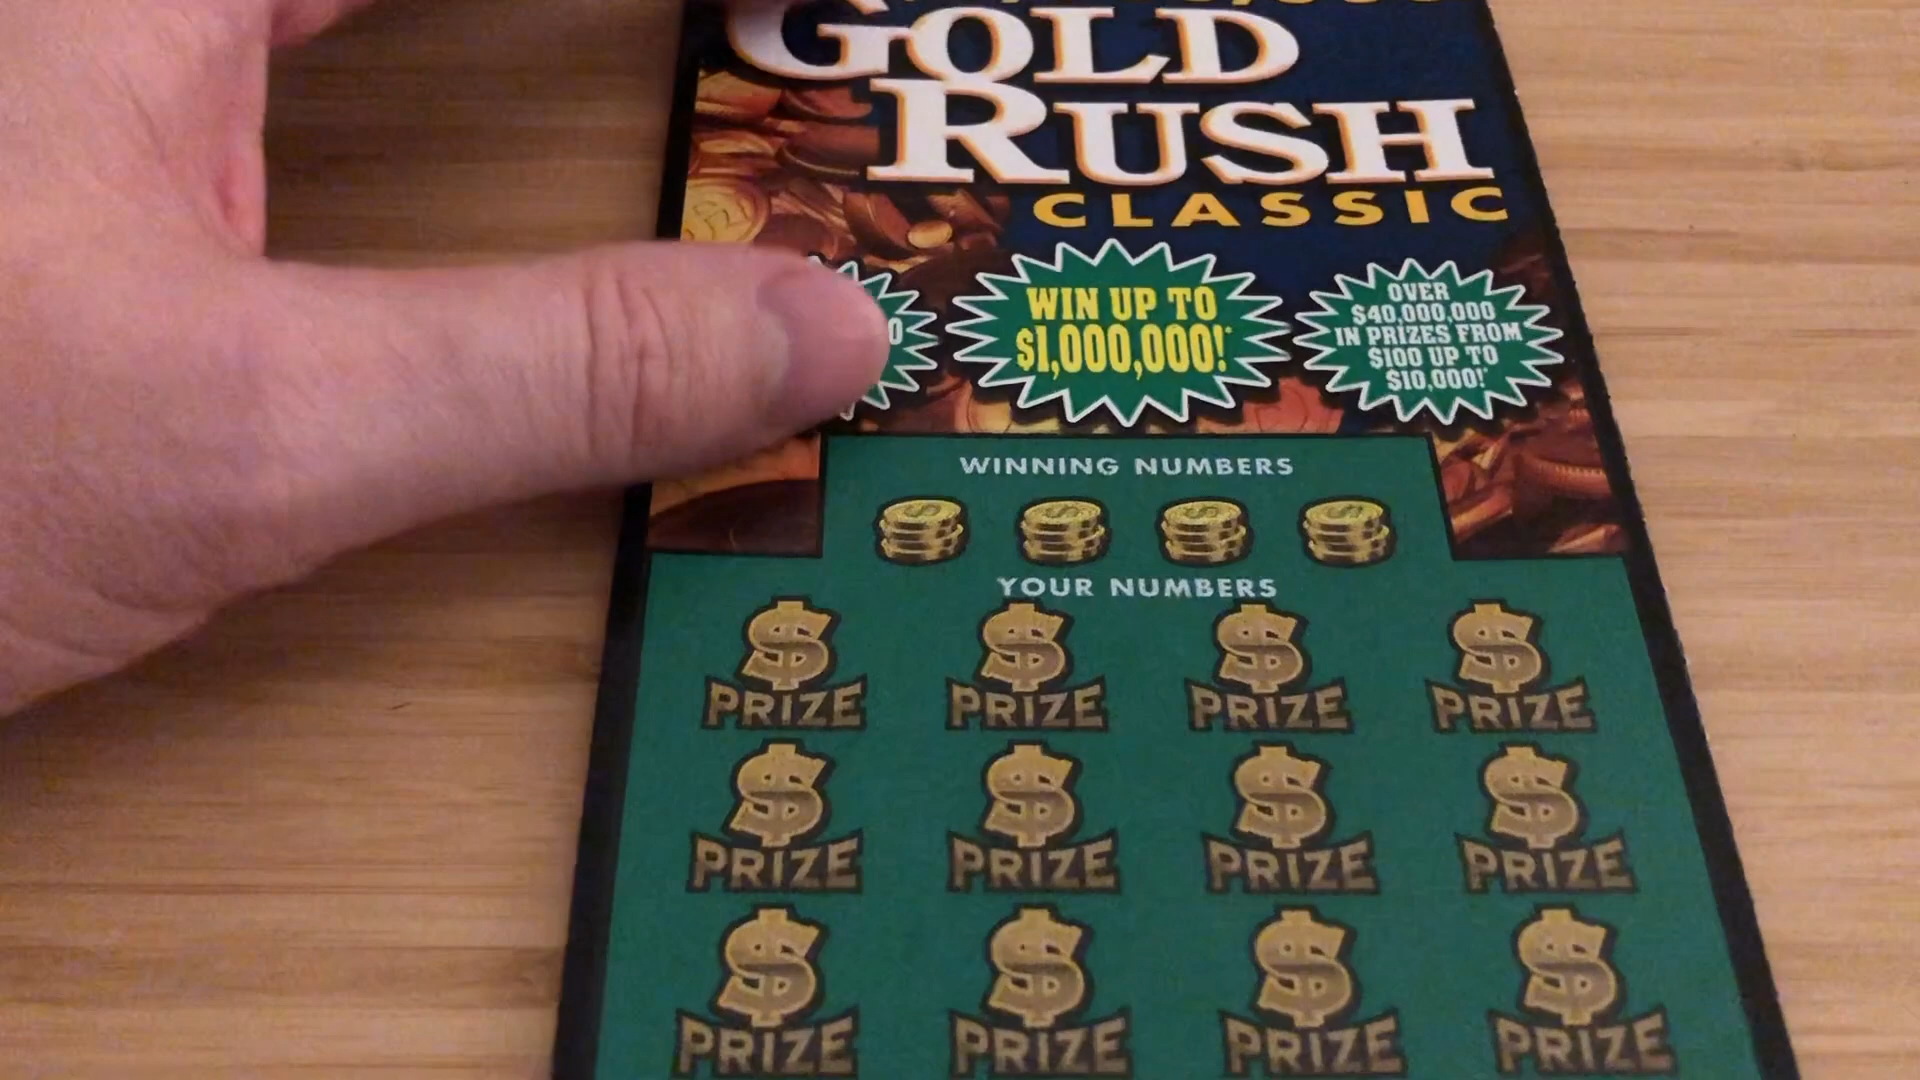 GOLD
RUSH
CLASSIC
WIN UP TO
$1,000,000!*
OVER
$40,000,000
IN PRIZES FROM
$100 UP TO
$10,000!*
WINNING NUMBERS
YOUR NUMBERS
$ $ $ $
PRIZE PRIZE PRIZE PRIZE
$ $ $ $
PRIZE PRIZE PRIZE PRIZE
$ $ $ $
PRIZE PRIZE PRIZE PRIZE